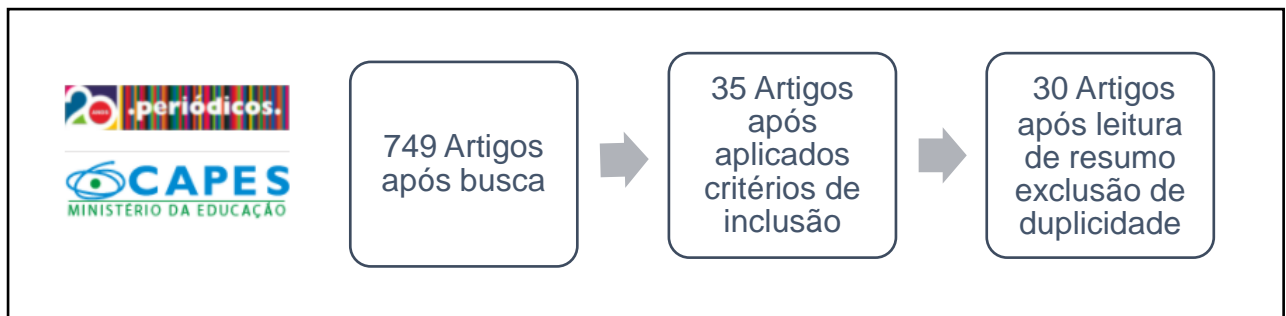 20 .periódicos.
CAPES
MINISTÉRIO DA EDUCAÇÃO
749 Artigos
após busca
35 Artigos
após
aplicados
critérios de
inclusão
30 Artigos
após leitura
de resumo
exclusão de
duplicidade